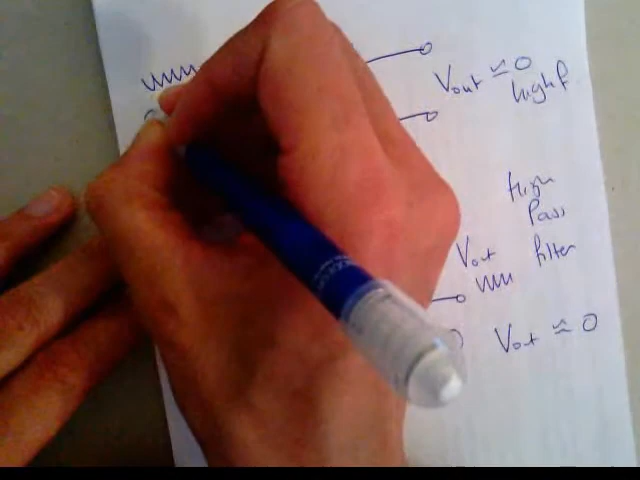 Vout ≃ 0
high f
High
Pass
Vout filter
Vout ≈ 0